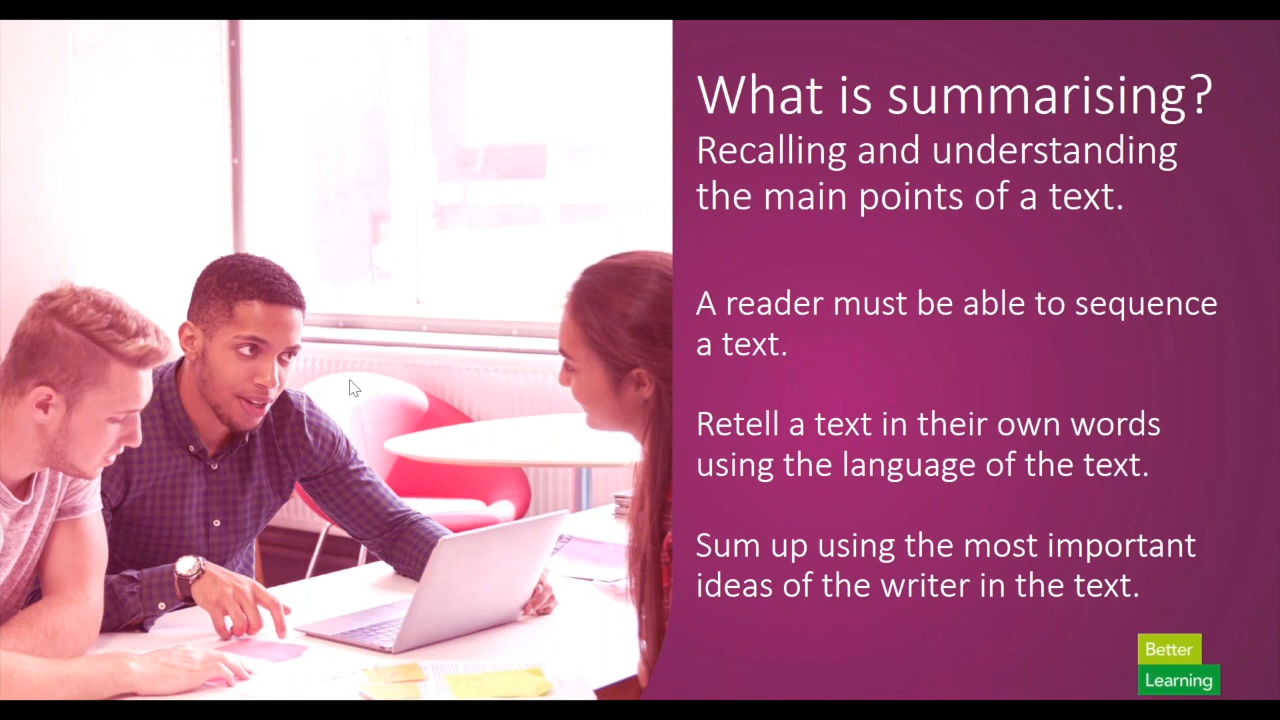 What is summarising?
Recalling and understanding
the main points of a text.
A reader must be able to sequence
a text.
Retell a text in their own words
using the language of the text.
Sum up using the most important
ideas of the writer in the text.
Better
Learning